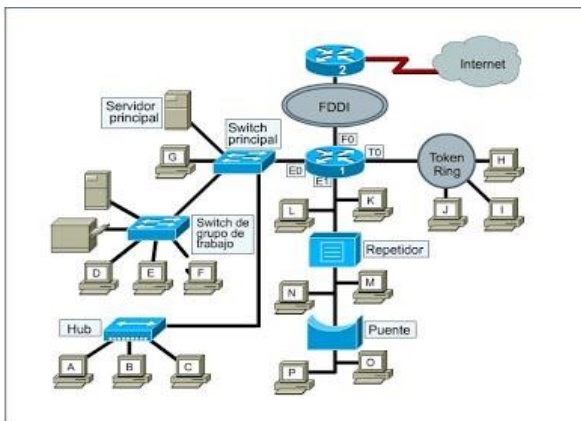 2
Internet
FDDI
Servidor
principal
Switch
principal
F0
G
E0
1
T0
E1
Token
Ring
H
L
K
J
I
Switch de
grupo de
trabajo
Repetidor
D
E
F
N
M
Hub
Puente
A
B
C
P
O